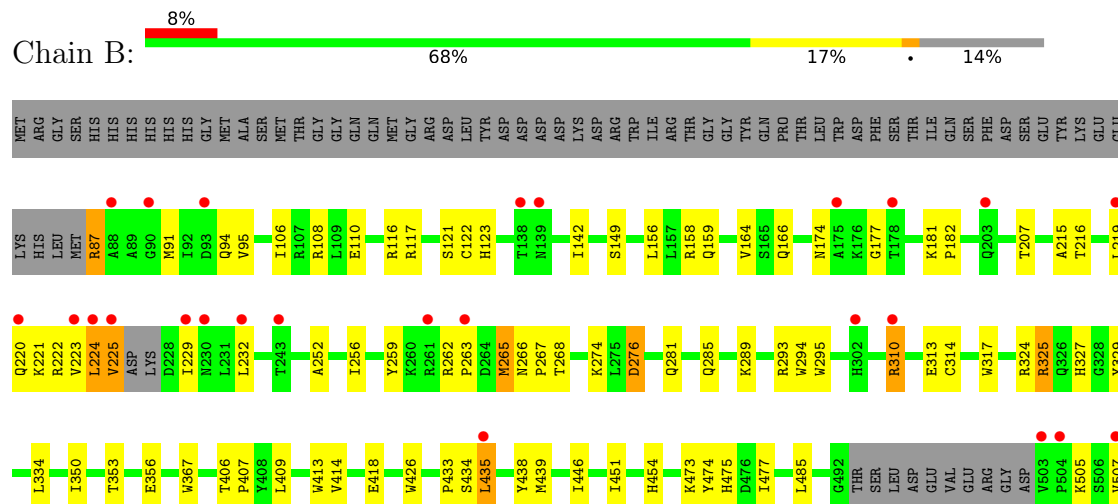 8%
Chain B:
68% 17% • 14%
MET ARG GLY SER HIS HIS HIS HIS HIS HIS GLY MET ALA SER MET THR GLY GLY GLN GLN MET GLY ARG ASP LEU TYR ASP ASP ASP ASP LYS ASP ARG TRP ILE ARG THR GLY GLY TYR GLN PRO THR LEU TRP ASP PHE SER THR ILE GLN SER PHE ASP SER GLU TYR LYS GLU GLU
LYS HIS LEU MET R87 A88 A89 G90 M91 I92 D93 Q94 V95 I106 R107 R108 L109 E110 R116 R117 S121 C122 H123 T138 N139 I142 S149 L156 L157 R158 Q159 V164 S165 Q166 N174 A175 K176 G177 T178 K181 P182 Q203 T207 A215 T216 L219
Q220 K221 R222 V223 L224 V225 ASP LYS D228 I229 N230 L231 L232 T243 A252 I256 Y259 K260 R261 R262 P263 D264 M265 N266 P267 T268 K274 L275 D276 Q281 Q285 K289 R293 W294 W295 H302 R310 E313 C314 W317 R324 R325 Q326 H327 G328 Y329
L334 I350 T353 E356 W367 T406 P407 Y408 L409 W413 V414 E418 W426 P433 S434 L435 Y438 M439 I446 I451 H454 K473 Y474 H475 D476 I477 L485 G492 THR SER LEU ASP GLU VAL GLU ARG GLY ASP V503 P504 K505 S506